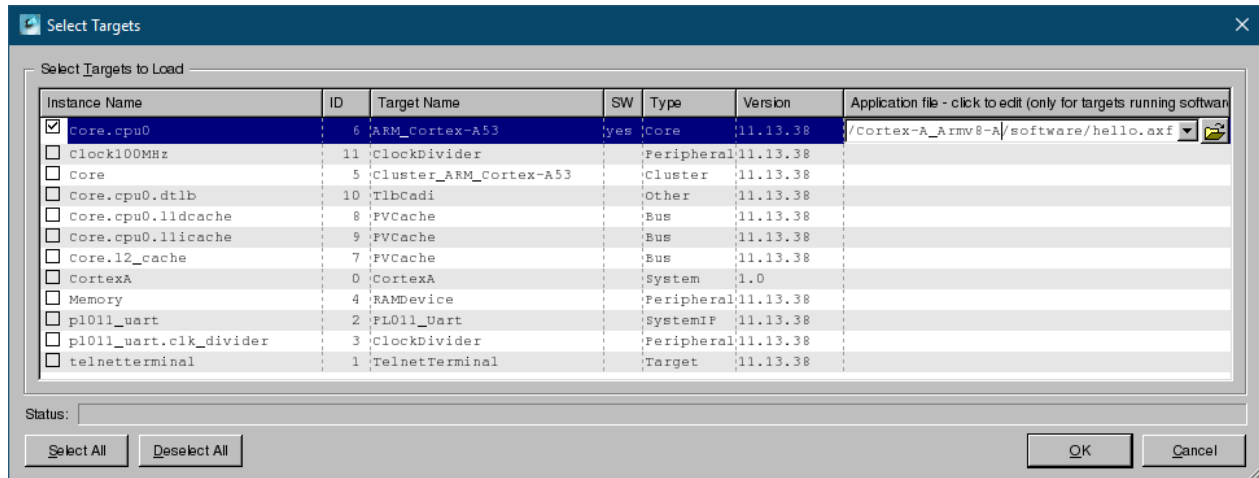 Select Targets
Select Targets to Load
Instance Name ID Target Name SW Type Version Application file - click to edit (only for targets running softwar
Core.cpu0 6 ARM_Cortex-A53 yes Core 11.13.38 /Cortex-A_Armv8-A/software/hello.axf
Clock100MHz 11 ClockDivider Peripheral 11.13.38
Core 5 Cluster_ARM_Cortex-A53 Cluster 11.13.38
Core.cpu0.dtlb 10 TlbCadi Other 11.13.38
Core.cpu0.l1dcache 8 PVCache Bus 11.13.38
Core.cpu0.l1icache 9 PVCache Bus 11.13.38
Core.l2_cache 7 PVCache Bus 11.13.38
CortexA 0 CortexA System 1.0
Memory 4 RAMDevice Peripheral 11.13.38
pl011_uart 2 PL011_Uart SystemIP 11.13.38
pl011_uart.clk_divider 3 ClockDivider Peripheral 11.13.38
telnetterminal 1 TelnetTerminal Target 11.13.38
Status:
Select All Deselect All OK Cancel